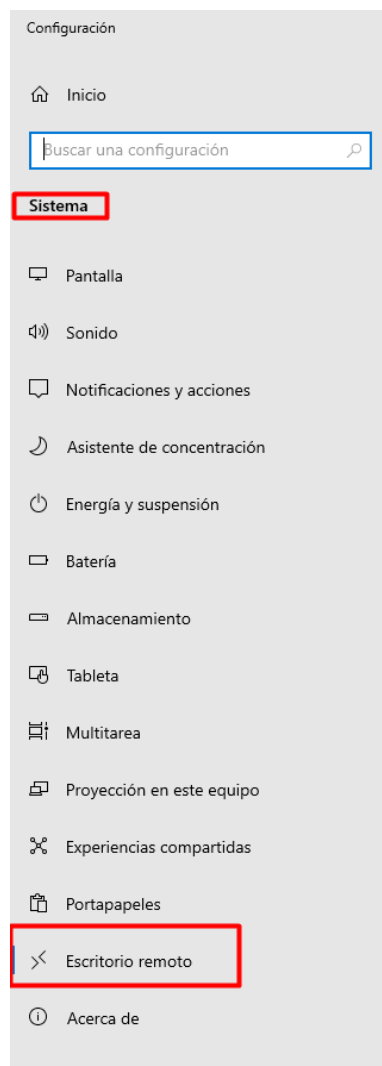 Configuración
Inicio
Buscar una configuración
Sistema
Pantalla
Sonido
Notificaciones y acciones
Asistente de concentración
Energía y suspensión
Batería
Almacenamiento
Tableta
Multitarea
Proyección en este equipo
Experiencias compartidas
Portapapeles
Escritorio remoto
Acerca de